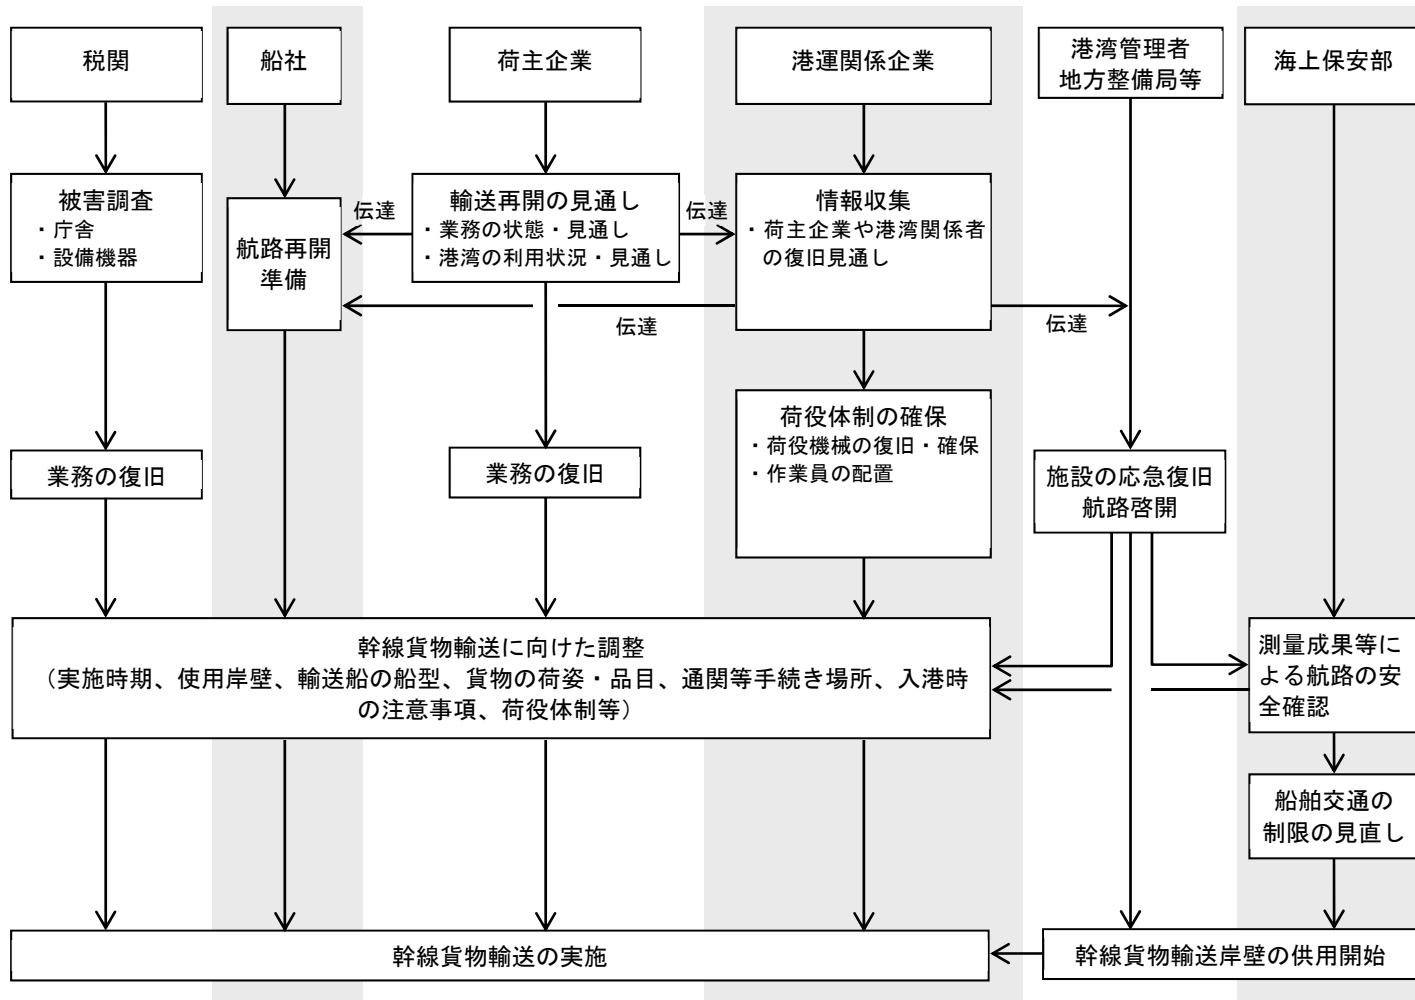 税関
船社
荷主企業
港運関係企業
港湾管理者
地方整備局等
海上保安部
被害調査
・庁舎
・設備機器
航路再開
準備
伝達
輸送再開の見通し
・業務の状態・見通し
・港湾の利用状況・見通し
伝達
情報収集
・荷主企業や港湾関係者
の復旧見通し
伝達
伝達
荷役体制の確保
・荷役機械の復旧・確保
・作業員の配置
業務の復旧
業務の復旧
施設の応急復旧
航路啓開
幹線貨物輸送に向けた調整
（実施時期、使用岸壁、輸送船の船型、貨物の荷姿・品目、通関等手続き場所、入港時
の注意事項、荷役体制等）
測量成果等に
よる航路の安
全確認
船舶交通の
制限の見直し
幹線貨物輸送の実施
幹線貨物輸送岸壁の供用開始